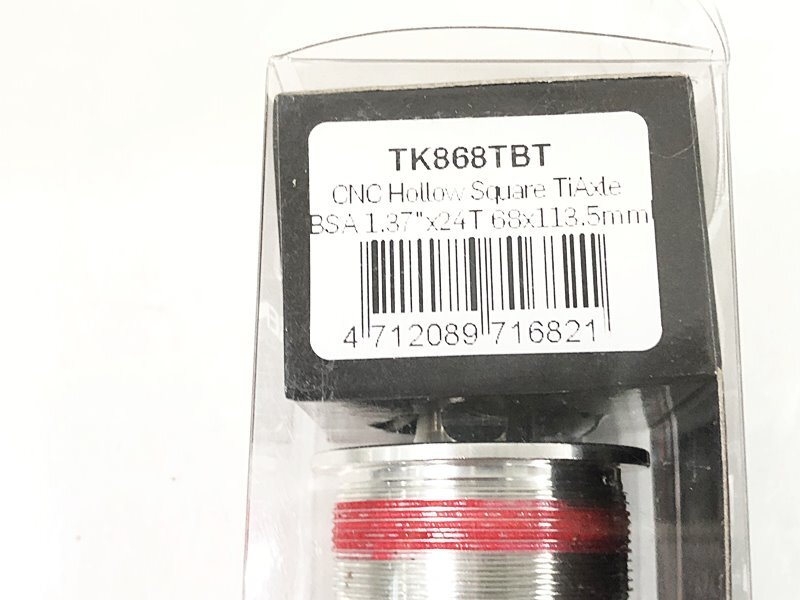 TK868TBT
CNC Hollow Square TiAxle
BSA 1.37"x24T 68x113.5mm
4 712089 716821